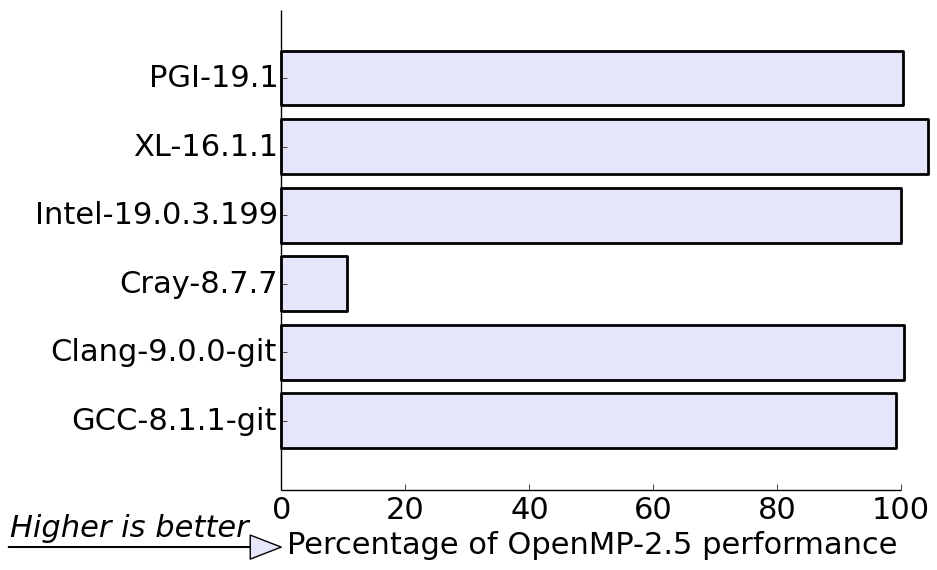 PGI-19.1
XL-16.1.1
Intel-19.0.3.199
Cray-8.7.7
Clang-9.0.0-git
GCC-8.1.1-git
0 20 40 60 80 100
Higher is better
Percentage of OpenMP-2.5 performance